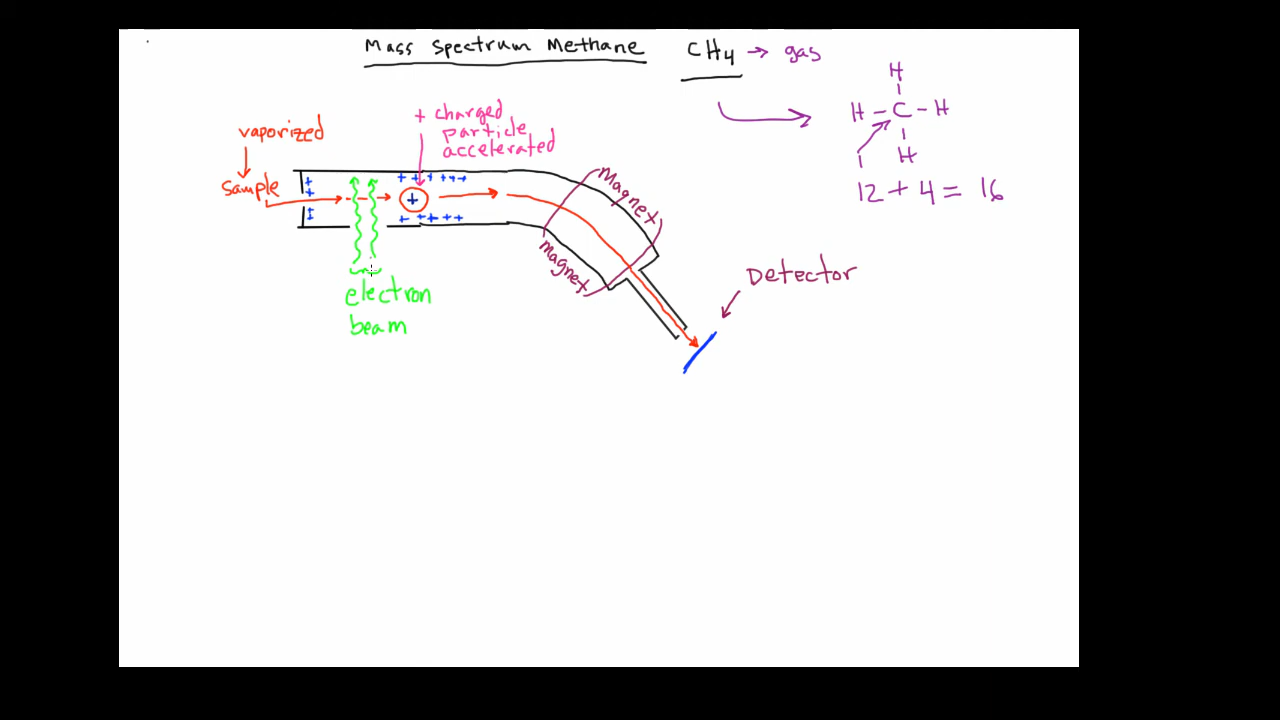 Mass Spectrum Methane CH4 → gas
H
H - C - H
H
12 + 4 = 16
+ charged
particle
accelerated
vaporized
sample
+ + + + + + +
+
+
+
+ + + + +
±
Magnet
magnet
Detector
electron
beam